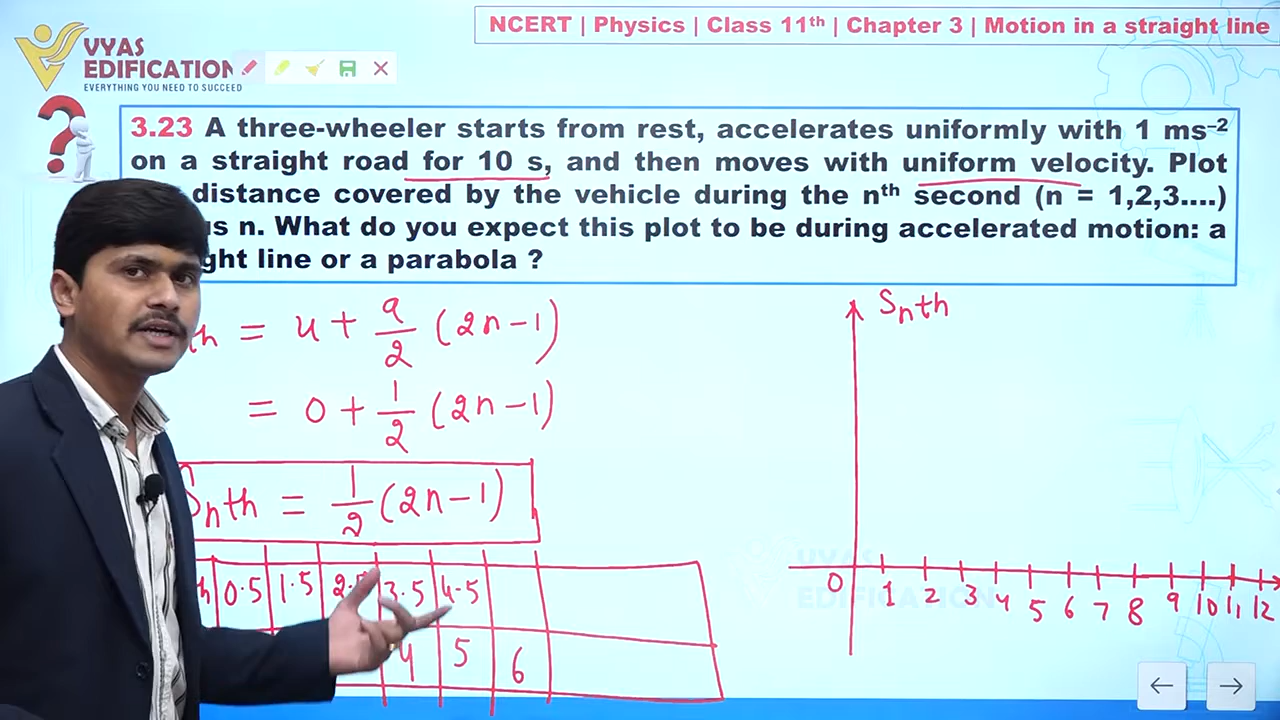 NCERT | Physics | Class 11th | Chapter 3 | Motion in a straight line
VYAS
EDIFICATION
EVERYTHING YOU NEED TO SUCCEED
3.23 A three-wheeler starts from rest, accelerates uniformly with 1 ms⁻²
on a straight road for 10 s, and then moves with uniform velocity. Plot
distance covered by the vehicle during the nth second (n = 1,2,3....)
n. What do you expect this plot to be during accelerated motion: a
line or a parabola ?
= u + a/2 (2n-1)
= 0 + 1/2 (2n-1)
Snth = 1/2 (2n-1)
0.5 1.5 3.5 4.5
4 5 6
Snth
0 1 2 3 4 5 6 7 8 9 10 11 12
VYAS
EDIFICATION